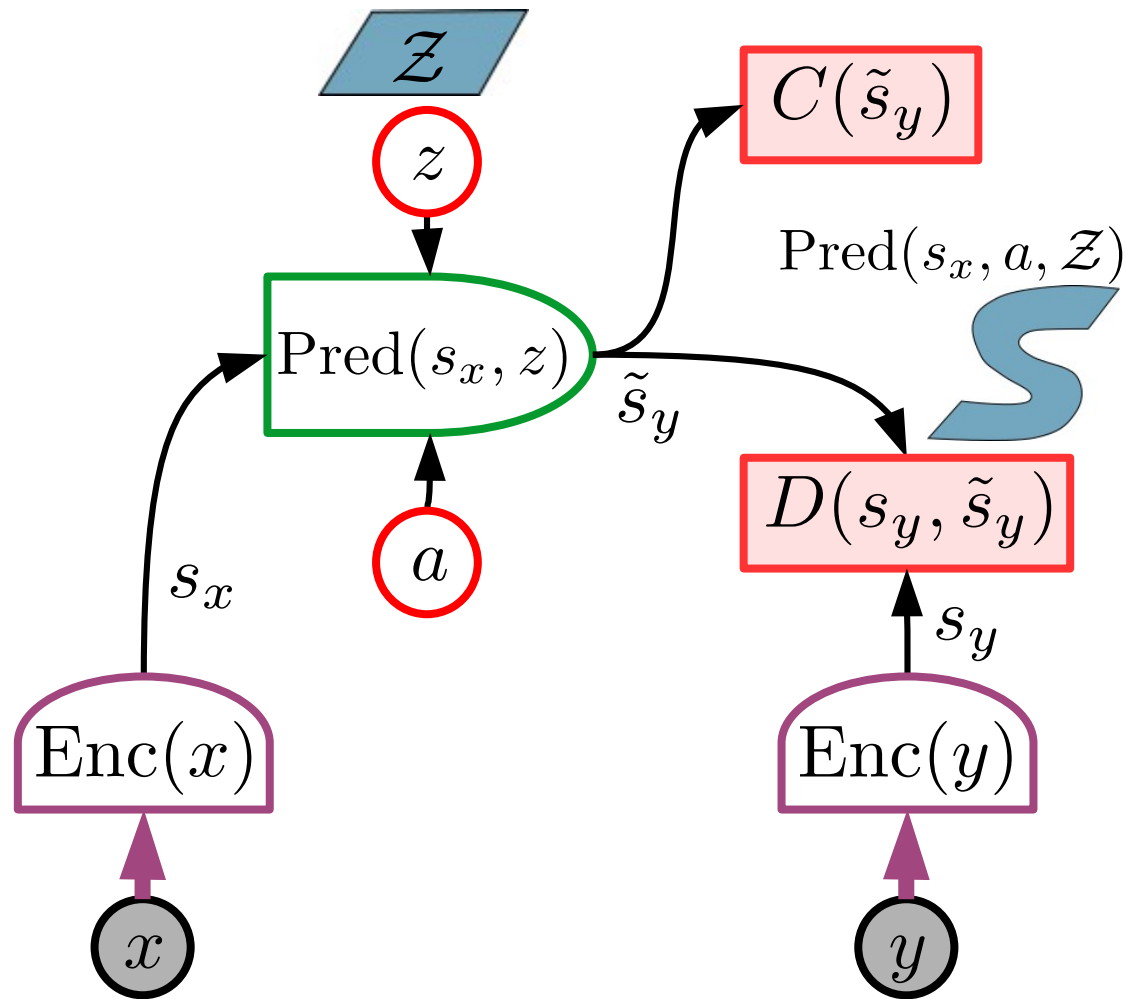 𝒵
z
C(s̃_y)
Pred(s_x, a, 𝒵)
Pred(s_x, z)
s̃_y
D(s_y, s̃_y)
a
s_x
s_y
Enc(x)
Enc(y)
x
y